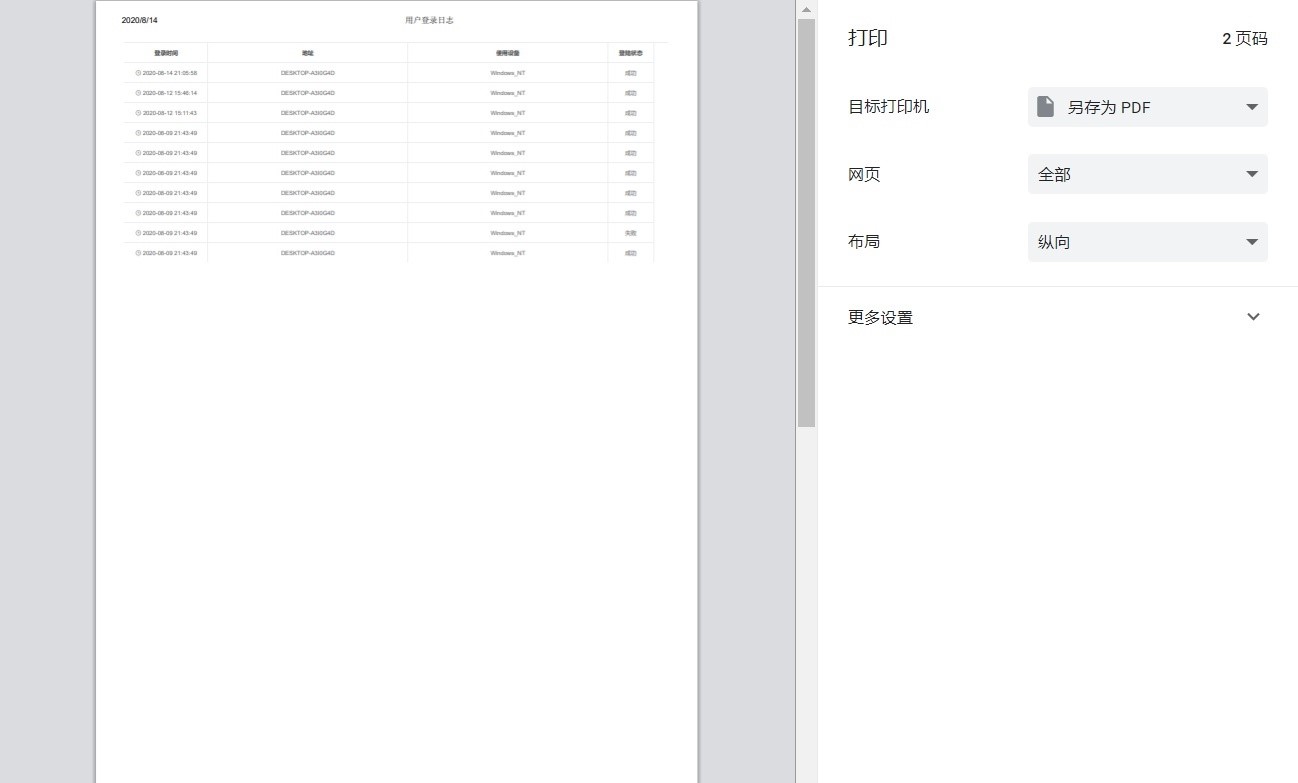 2020/8/14 用户登录日志
登录时间 地址 使用设备 登陆状态
2020-08-14 21:05:58 DESKTOP-A3I0G4D Windows_NT 成功
2020-08-12 15:46:14 DESKTOP-A3I0G4D Windows_NT 成功
2020-08-12 15:11:43 DESKTOP-A3I0G4D Windows_NT 成功
2020-08-09 21:43:49 DESKTOP-A3I0G4D Windows_NT 成功
2020-08-09 21:43:49 DESKTOP-A3I0G4D Windows_NT 成功
2020-08-09 21:43:49 DESKTOP-A3I0G4D Windows_NT 成功
2020-08-09 21:43:49 DESKTOP-A3I0G4D Windows_NT 成功
2020-08-09 21:43:49 DESKTOP-A3I0G4D Windows_NT 成功
2020-08-09 21:43:49 DESKTOP-A3I0G4D Windows_NT 失败
2020-08-09 21:43:49 DESKTOP-A3I0G4D Windows_NT 成功
打印 2 页码
目标打印机 另存为 PDF
网页 全部
布局 纵向
更多设置